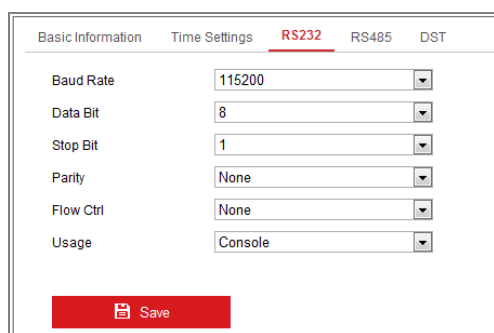 Basic Information Time Settings RS232 RS485 DST
Baud Rate 115200
Data Bit 8
Stop Bit 1
Parity None
Flow Ctrl None
Usage Console
Save